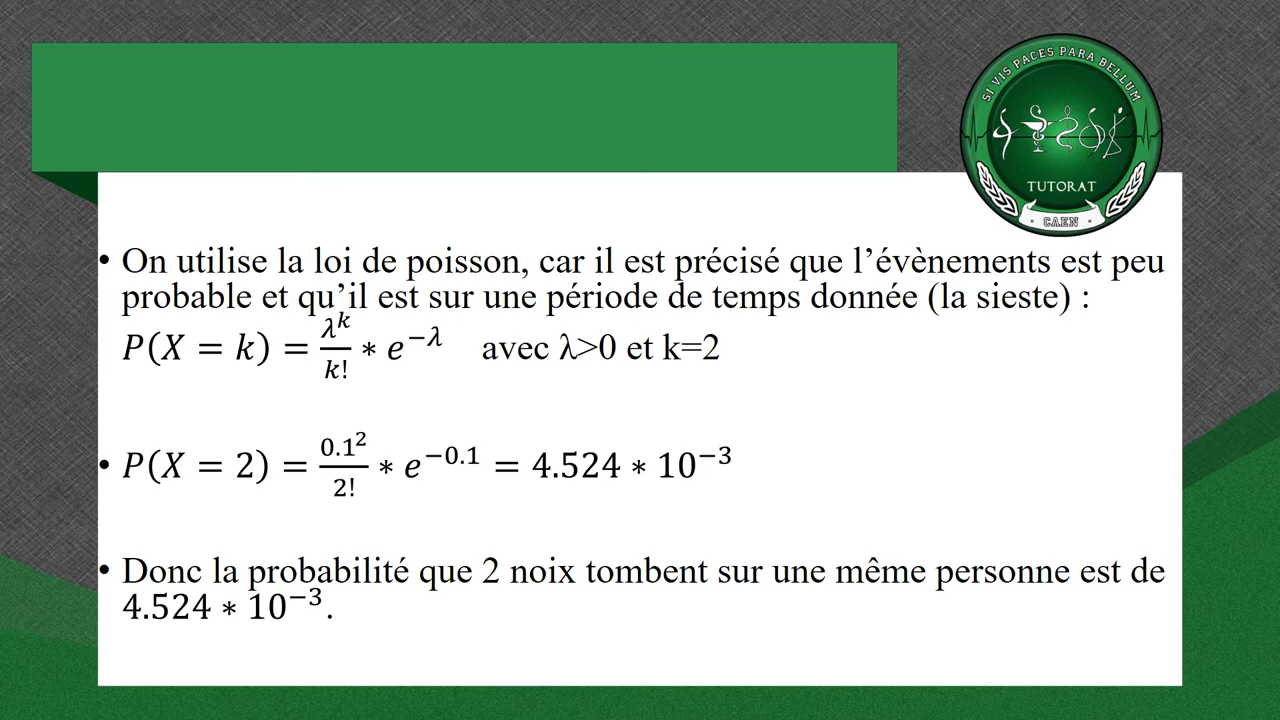 SI VIS PACES PARA BELLUM
TUTORAT
CAEN
• On utilise la loi de poisson, car il est précisé que l’évènements est peu
probable et qu’il est sur une période de temps donnée (la sieste) :
P(X = k) = λ^k/k! ∗ e^−λ avec λ>0 et k=2
• P(X = 2) = 0.1^2/2! ∗ e^−0.1 = 4.524 ∗ 10^−3
• Donc la probabilité que 2 noix tombent sur une même personne est de
4.524 ∗ 10^−3.